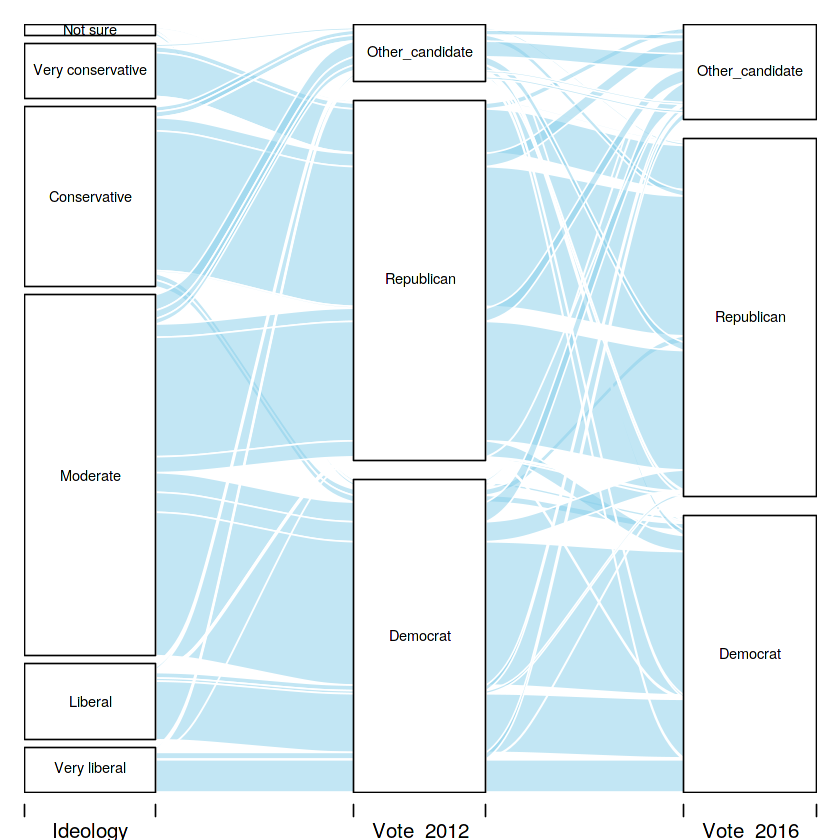 Not sure
Very conservative
Conservative
Moderate
Liberal
Very liberal
Other_candidate
Republican
Democrat
Other_candidate
Republican
Democrat
Ideology
Vote_2012
Vote_2016